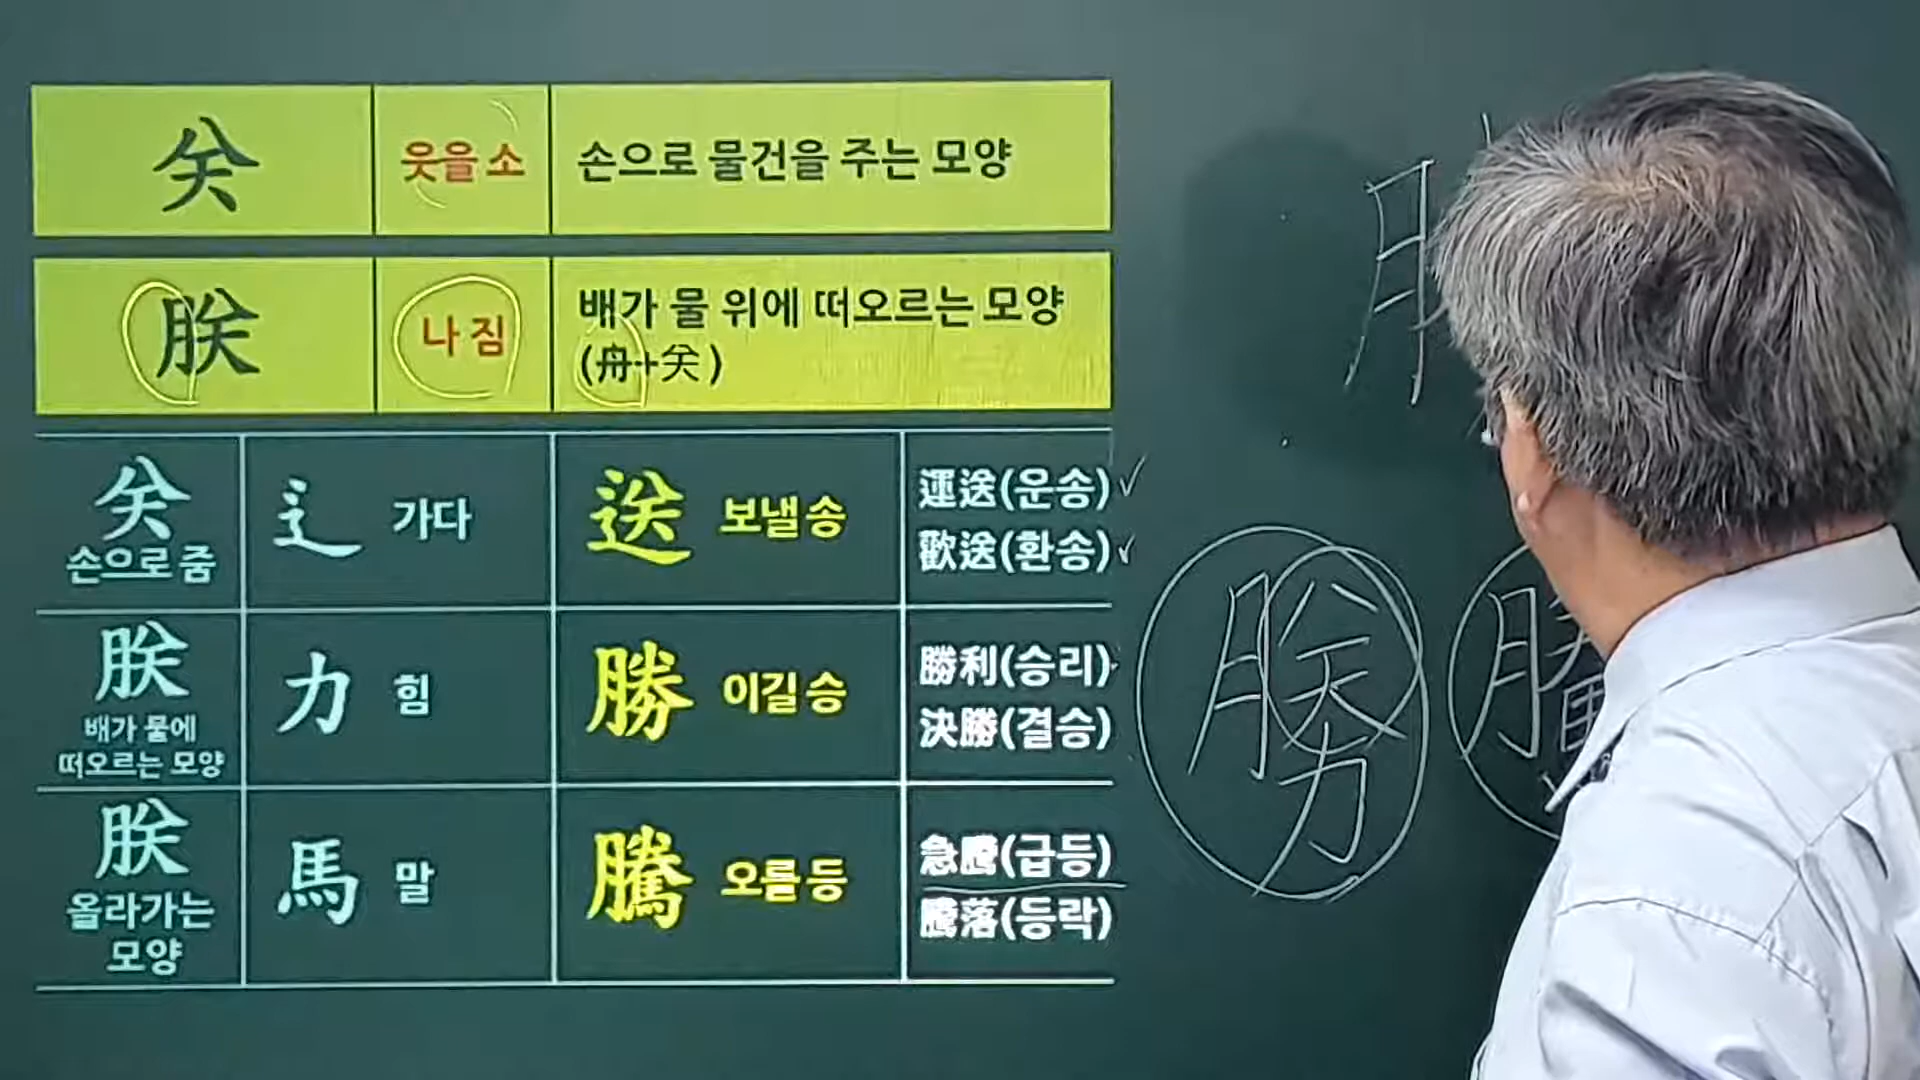 关 웃을 소 손으로 물건을 주는 모양
朕 나 짐 배가 물 위에 떠오르는 모양
(舟+关)
关 辶 가다 送 보낼 송 運送(운송)
손으로 줌 歡送(환송)
朕 力 힘 勝 이길 승 勝利(승리)
배가 물에 決勝(결승)
떠오르는 모양
朕 馬 말 騰 오를 등 急騰(급등)
올라가는 騰落(등락)
모양
勝